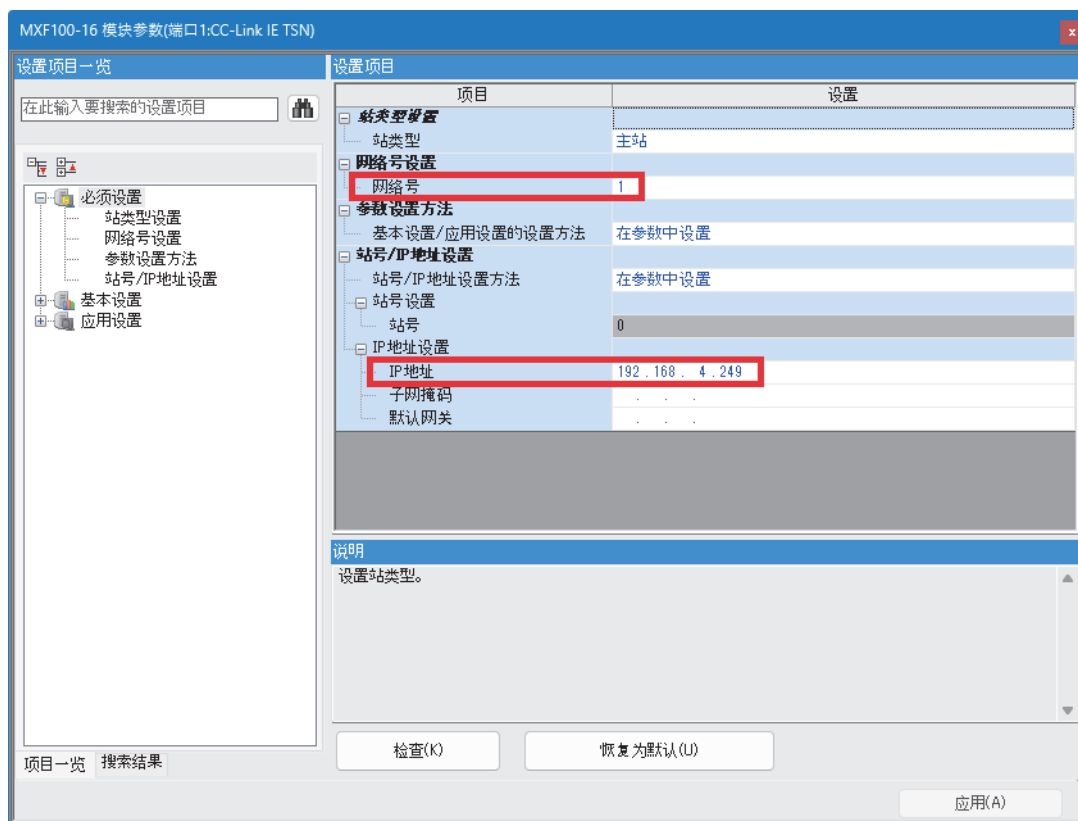 MXF100-16 模块参数(端口1:CC-Link IE TSN)
x
设置项目一览
在此输入要搜索的设置项目
必须设置
站类型设置
网络号设置
参数设置方法
站号/IP地址设置
基本设置
应用设置
项目一览 搜索结果
设置项目
项目 设置
站类型设置
站类型 主站
网络号设置
网络号 1
参数设置方法
基本设置/应用设置的设置方法 在参数中设置
站号/IP地址设置
站号/IP地址设置方法 在参数中设置
站号设置
站号 0
IP地址设置
IP地址 192 . 168 . 4 . 249
子网掩码 . . .
默认网关 . . .
说明
设置站类型。
检查(K) 恢复为默认(U)
应用(A)